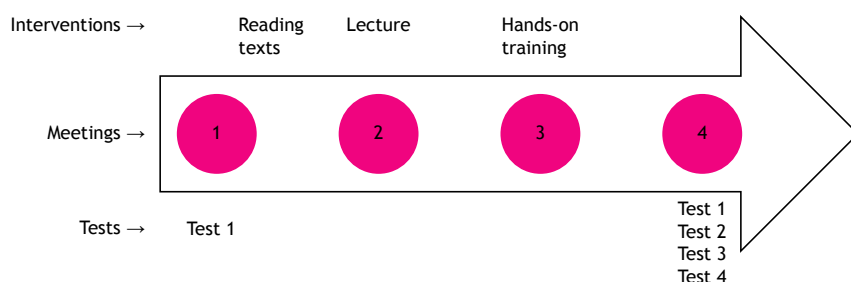 Interventions → Reading texts Lecture Hands-on training
Meetings → 1 2 3 4
Tests → Test 1
Test 1
Test 2
Test 3
Test 4